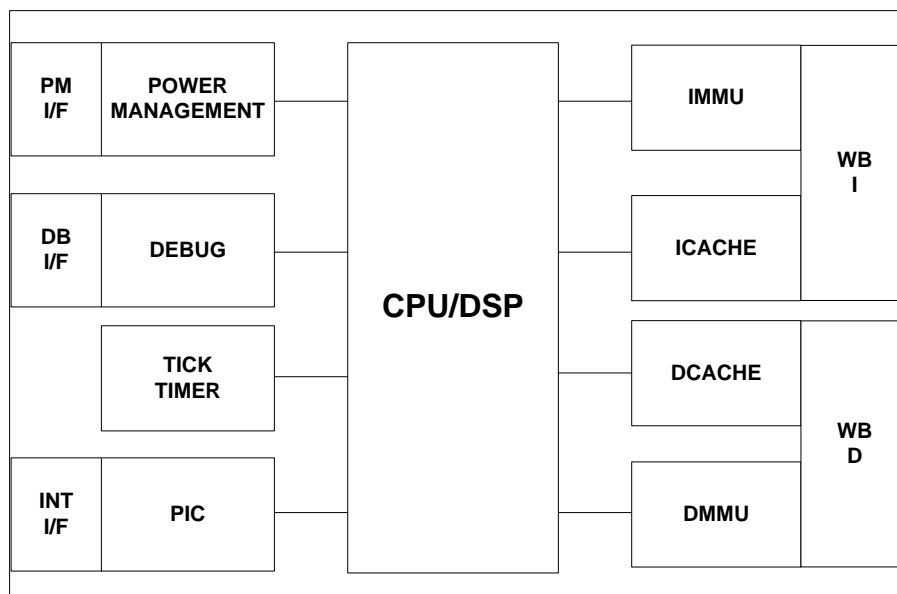 PM
I/F
POWER
MANAGEMENT
IMMU
WB
I
DB
I/F
DEBUG
ICACHE
CPU/DSP
TICK
TIMER
DCACHE
WB
D
INT
I/F
PIC
DMMU